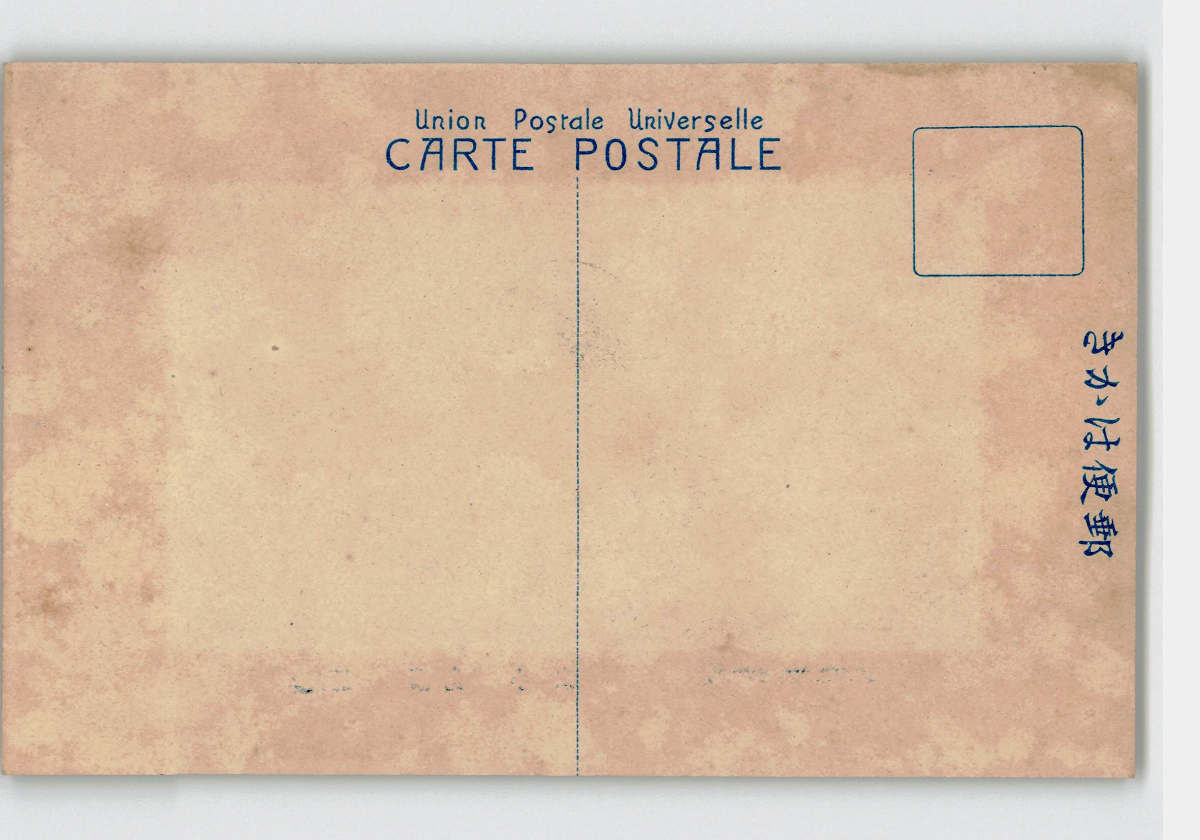 Union Postale Universelle
CARTE POSTALE
郵便はがき